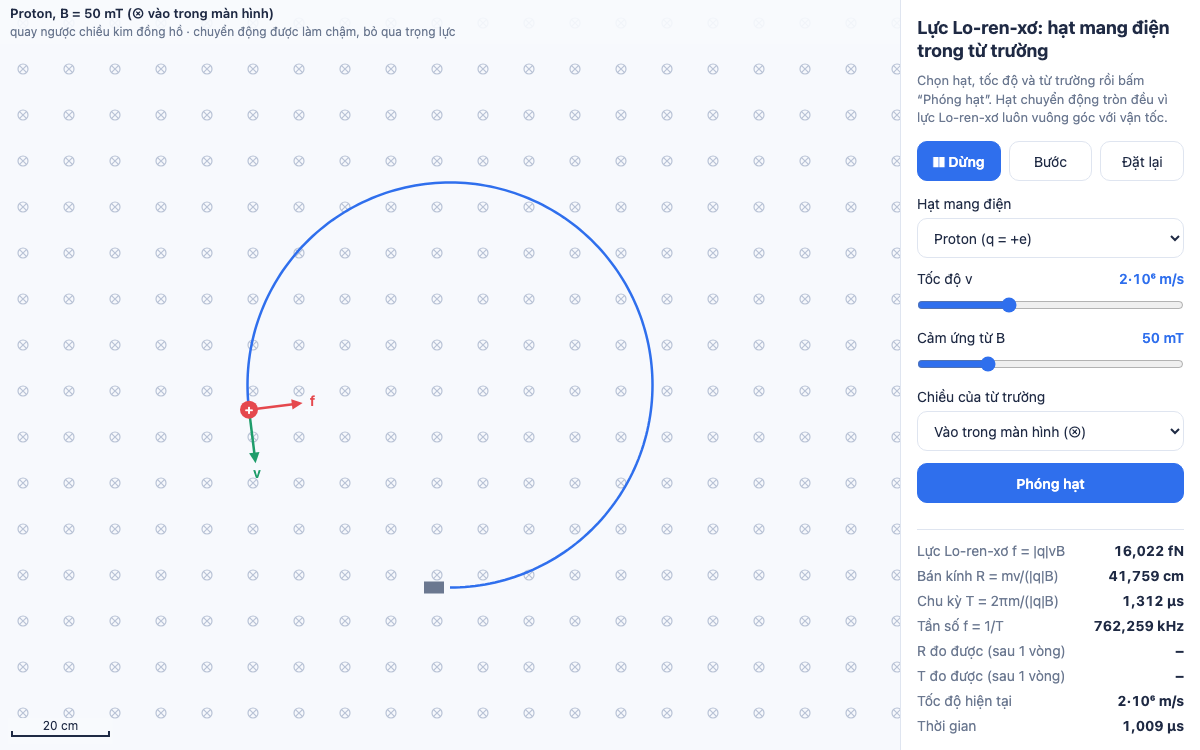 Proton, B = 50 mT (⊗ vào trong màn hình)
quay ngược chiều kim đồng hồ · chuyển động được làm chậm, bỏ qua trọng lực
+
f
v
20 cm
Lực Lo-ren-xơ: hạt mang điện
trong từ trường
Chọn hạt, tốc độ và từ trường rồi bấm
“Phóng hạt”. Hạt chuyển động tròn đều vì
lực Lo-ren-xơ luôn vuông góc với vận tốc.
Dừng
Bước
Đặt lại
Hạt mang điện
Proton (q = +e)
Tốc độ v 2·10⁶ m/s
Cảm ứng từ B 50 mT
Chiều của từ trường
Vào trong màn hình (⊗)
Phóng hạt
Lực Lo-ren-xơ f = |q|vB 16,022 fN
Bán kính R = mv/(|q|B) 41,759 cm
Chu kỳ T = 2πm/(|q|B) 1,312 µs
Tần số f = 1/T 762,259 kHz
R đo được (sau 1 vòng) –
T đo được (sau 1 vòng) –
Tốc độ hiện tại 2·10⁶ m/s
Thời gian 1,009 µs